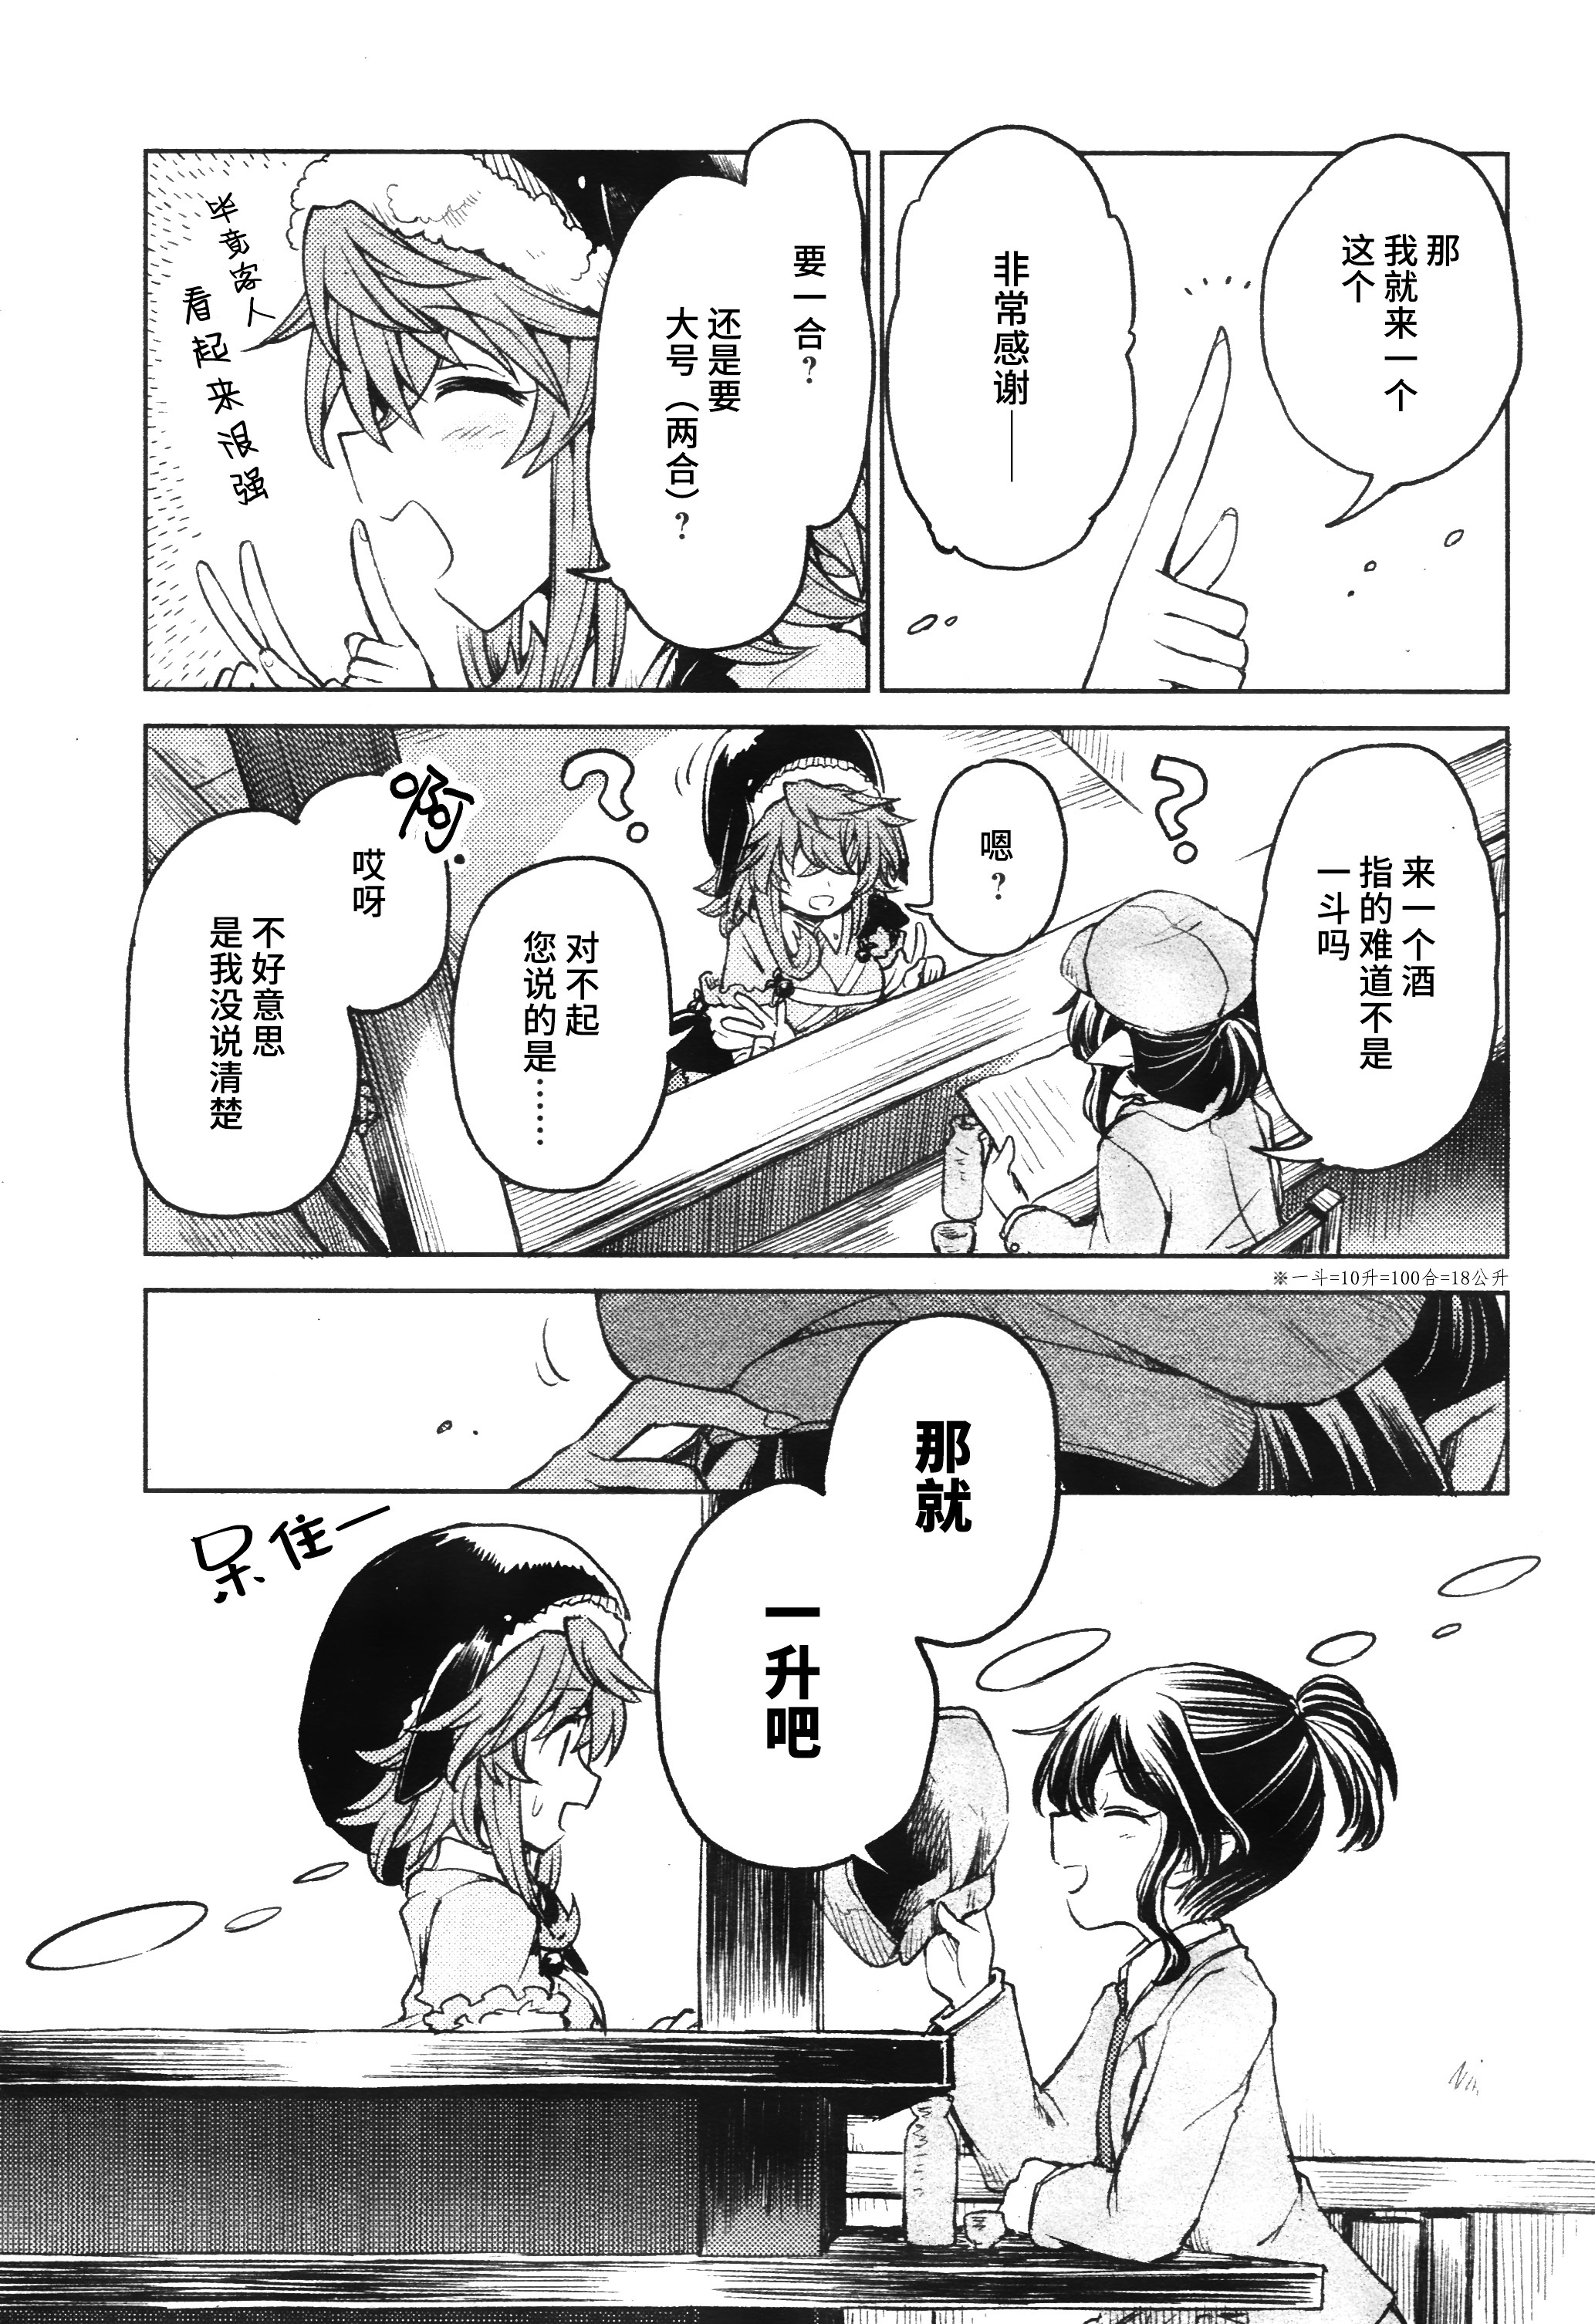 那
我就来一个
这个
非常感谢——
要一合?
还是要
大号(两合)?
毕竟客人
看起来很强
来一个酒
指的难道不是
一斗吗
嗯?
对不起
您说的是……
啊.
哎呀
不好意思
是我没说清楚
※一斗=10升=100合=18公升
那就
一升吧
呆住一